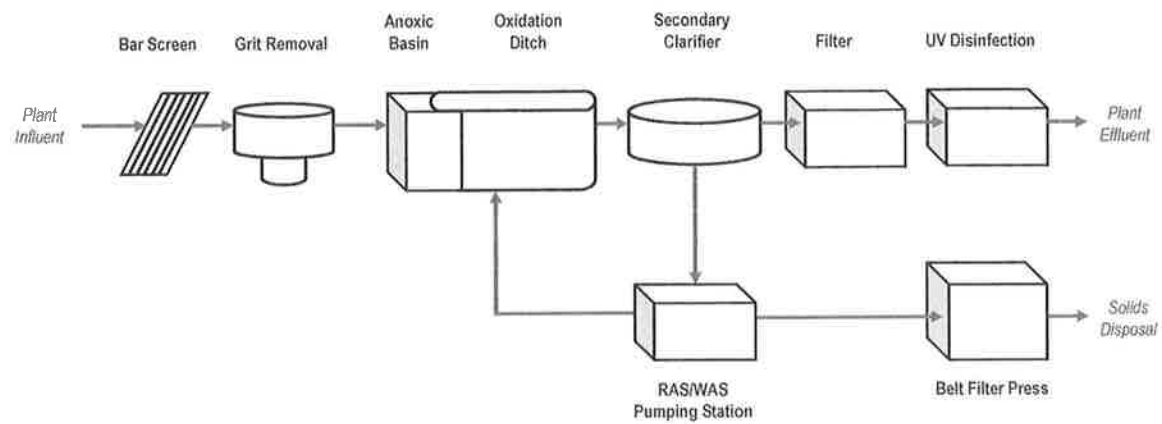 Bar Screen
Grit Removal
Anoxic
Basin
Oxidation
Ditch
Secondary
Clarifier
Filter
UV Disinfection
Plant
Influent
Plant
Effluent
Solids
Disposal
RAS/WAS
Pumping Station
Belt Filter Press